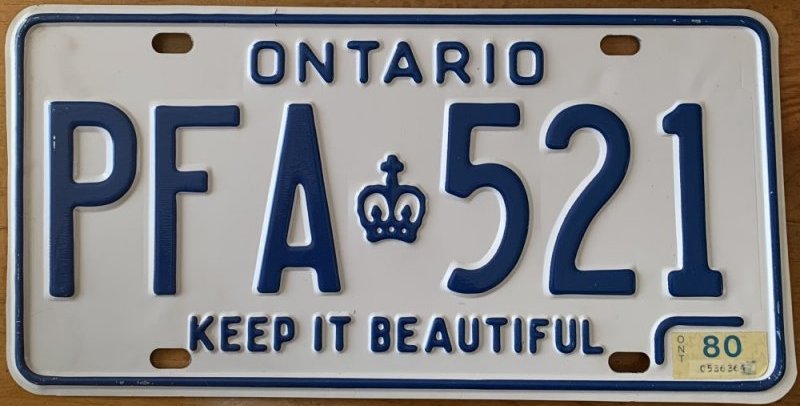 ONTARIO
PFA 521
KEEP IT BEAUTIFUL
ONT 80